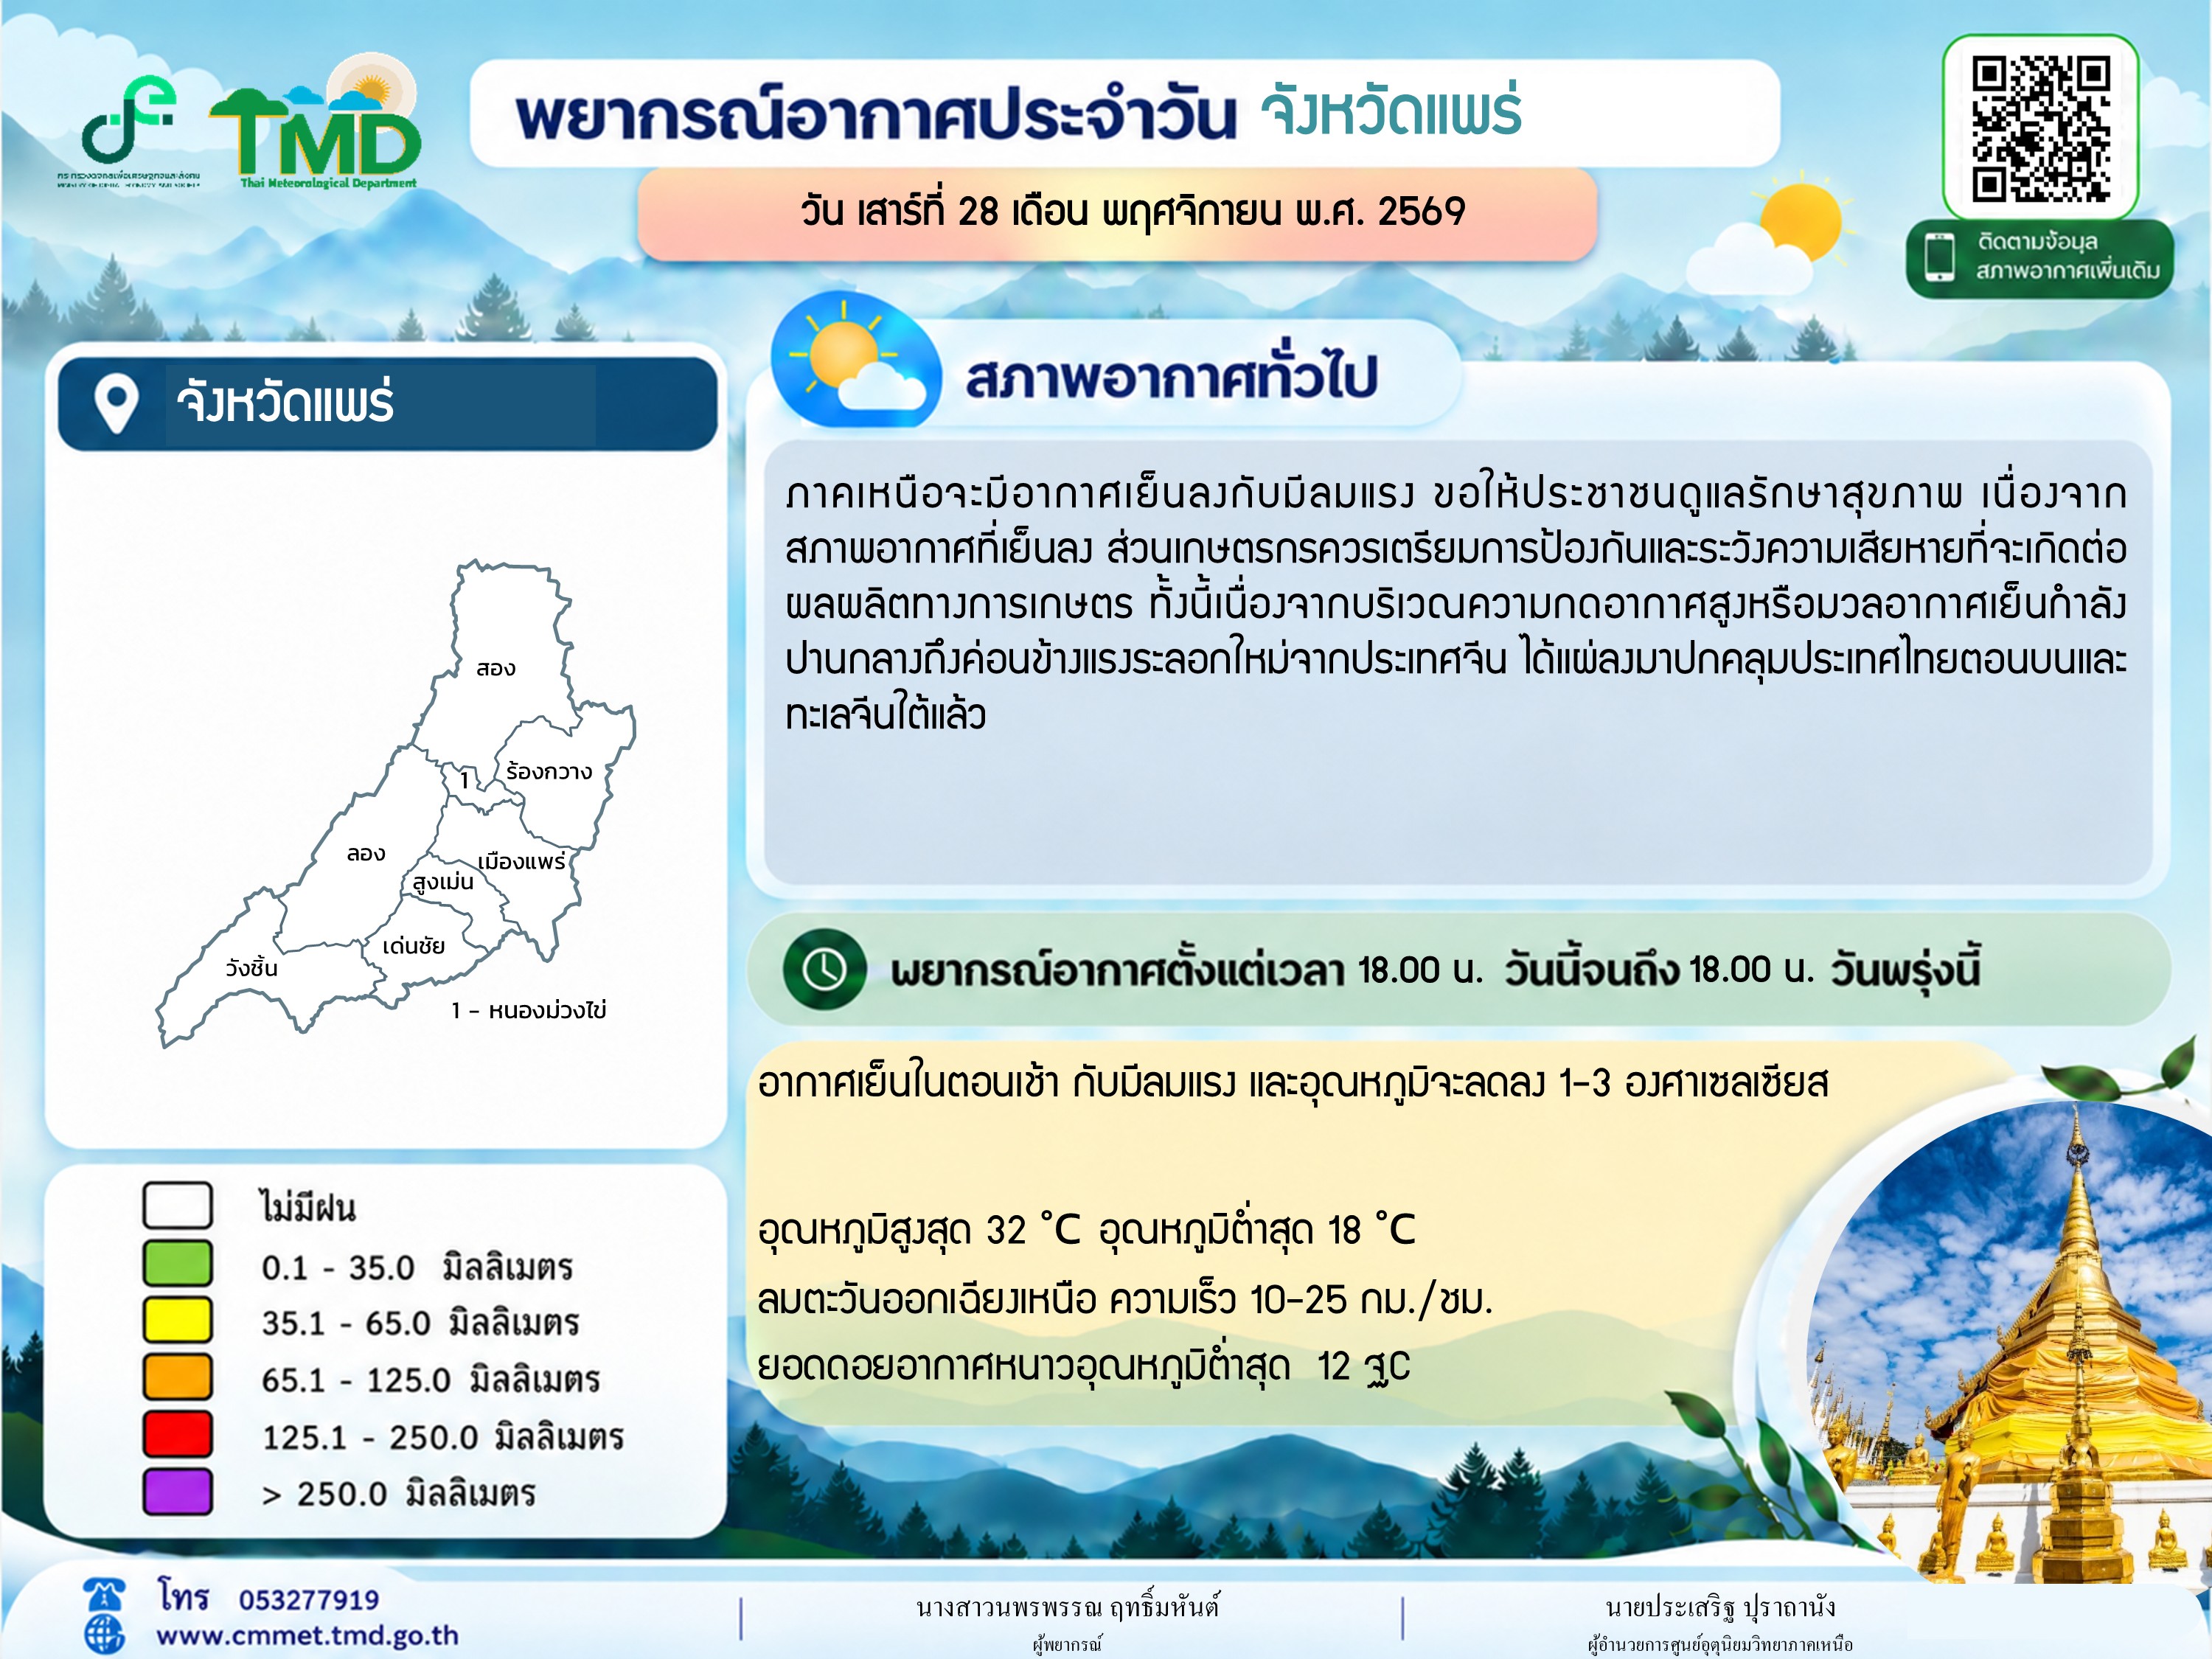 พยากรณ์อากาศประจำวัน จังหวัดแพร่
วัน เสาร์ที่ 28 เดือน พฤศจิกายน พ.ศ. 2569
TMD
Thai Meteorological Department
ติดตามข้อมูล
สภาพอากาศเพิ่มเติม
จังหวัดแพร่
สอง
ร้องกวาง
1
ลอง
เมืองแพร่
สูงเม่น
เด่นชัย
วังชิ้น
1 - หนองม่วงไข่
ไม่มีฝน
0.1 - 35.0 มิลลิเมตร
35.1 - 65.0 มิลลิเมตร
65.1 - 125.0 มิลลิเมตร
125.1 - 250.0 มิลลิเมตร
> 250.0 มิลลิเมตร
สภาพอากาศทั่วไป
ภาคเหนือจะมีอากาศเย็นลงกับมีลมแรง ขอให้ประชาชนดูแลรักษาสุขภาพ เนื่องจาก
สภาพอากาศที่เย็นลง ส่วนเกษตรกรควรเตรียมการป้องกันและระวังความเสียหายที่จะเกิดต่อ
ผลผลิตทางการเกษตร ทั้งนี้เนื่องจากบริเวณความกดอากาศสูงหรือมวลอากาศเย็นกำลัง
ปานกลางถึงค่อนข้างแรงระลอกใหม่จากประเทศจีน ได้แผ่ลงมาปกคลุมประเทศไทยตอนบนและ
ทะเลจีนใต้แล้ว
พยากรณ์อากาศตั้งแต่เวลา 18.00 น. วันนี้จนถึง 18.00 น. วันพรุ่งนี้
อากาศเย็นในตอนเช้า กับมีลมแรง และอุณหภูมิจะลดลง 1-3 องศาเซลเซียส
อุณหภูมิสูงสุด 32 °C อุณหภูมิต่ำสุด 18 °C
ลมตะวันออกเฉียงเหนือ ความเร็ว 10-25 กม./ชม.
ยอดดอยอากาศหนาวอุณหภูมิต่ำสุด 12 ฐC
โทร 053277919
www.cmmet.tmd.go.th
นางสาวนพรพรรณ ฤทธิ์มหันต์
ผู้พยากรณ์
นายประเสริฐ ปุราถานัง
ผู้อำนวยการศูนย์อุตุนิยมวิทยาภาคเหนือ